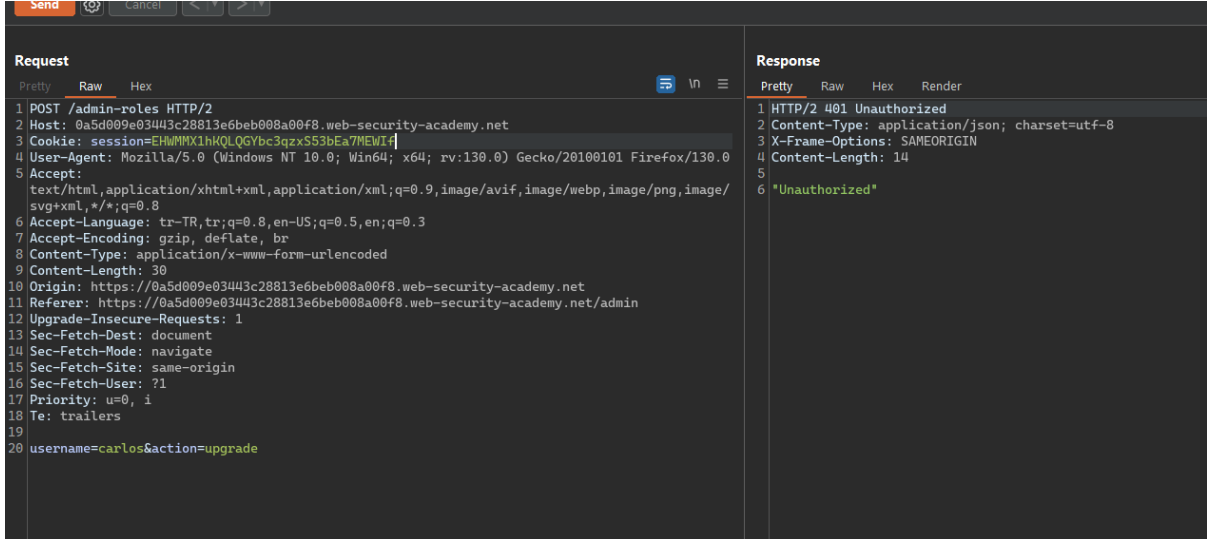 Send
Cancel
< >
Request
Pretty Raw Hex
\n
1 POST /admin-roles HTTP/2
2 Host: 0a5d009e03443c28813e6beb008a00f8.web-security-academy.net
3 Cookie: session=EHWMMX1hKQLQGYbc3qzxS53bEa7MEWIf
4 User-Agent: Mozilla/5.0 (Windows NT 10.0; Win64; x64; rv:130.0) Gecko/20100101 Firefox/130.0
5 Accept:
text/html,application/xhtml+xml,application/xml;q=0.9,image/avif,image/webp,image/png,image/
svg+xml,*/*;q=0.8
6 Accept-Language: tr-TR,tr;q=0.8,en-US;q=0.5,en;q=0.3
7 Accept-Encoding: gzip, deflate, br
8 Content-Type: application/x-www-form-urlencoded
9 Content-Length: 30
10 Origin: https://0a5d009e03443c28813e6beb008a00f8.web-security-academy.net
11 Referer: https://0a5d009e03443c28813e6beb008a00f8.web-security-academy.net/admin
12 Upgrade-Insecure-Requests: 1
13 Sec-Fetch-Dest: document
14 Sec-Fetch-Mode: navigate
15 Sec-Fetch-Site: same-origin
16 Sec-Fetch-User: ?1
17 Priority: u=0, i
18 Te: trailers
19
20 username=carlos&action=upgrade
Response
Pretty Raw Hex Render
1 HTTP/2 401 Unauthorized
2 Content-Type: application/json; charset=utf-8
3 X-Frame-Options: SAMEORIGIN
4 Content-Length: 14
5
6 "Unauthorized"